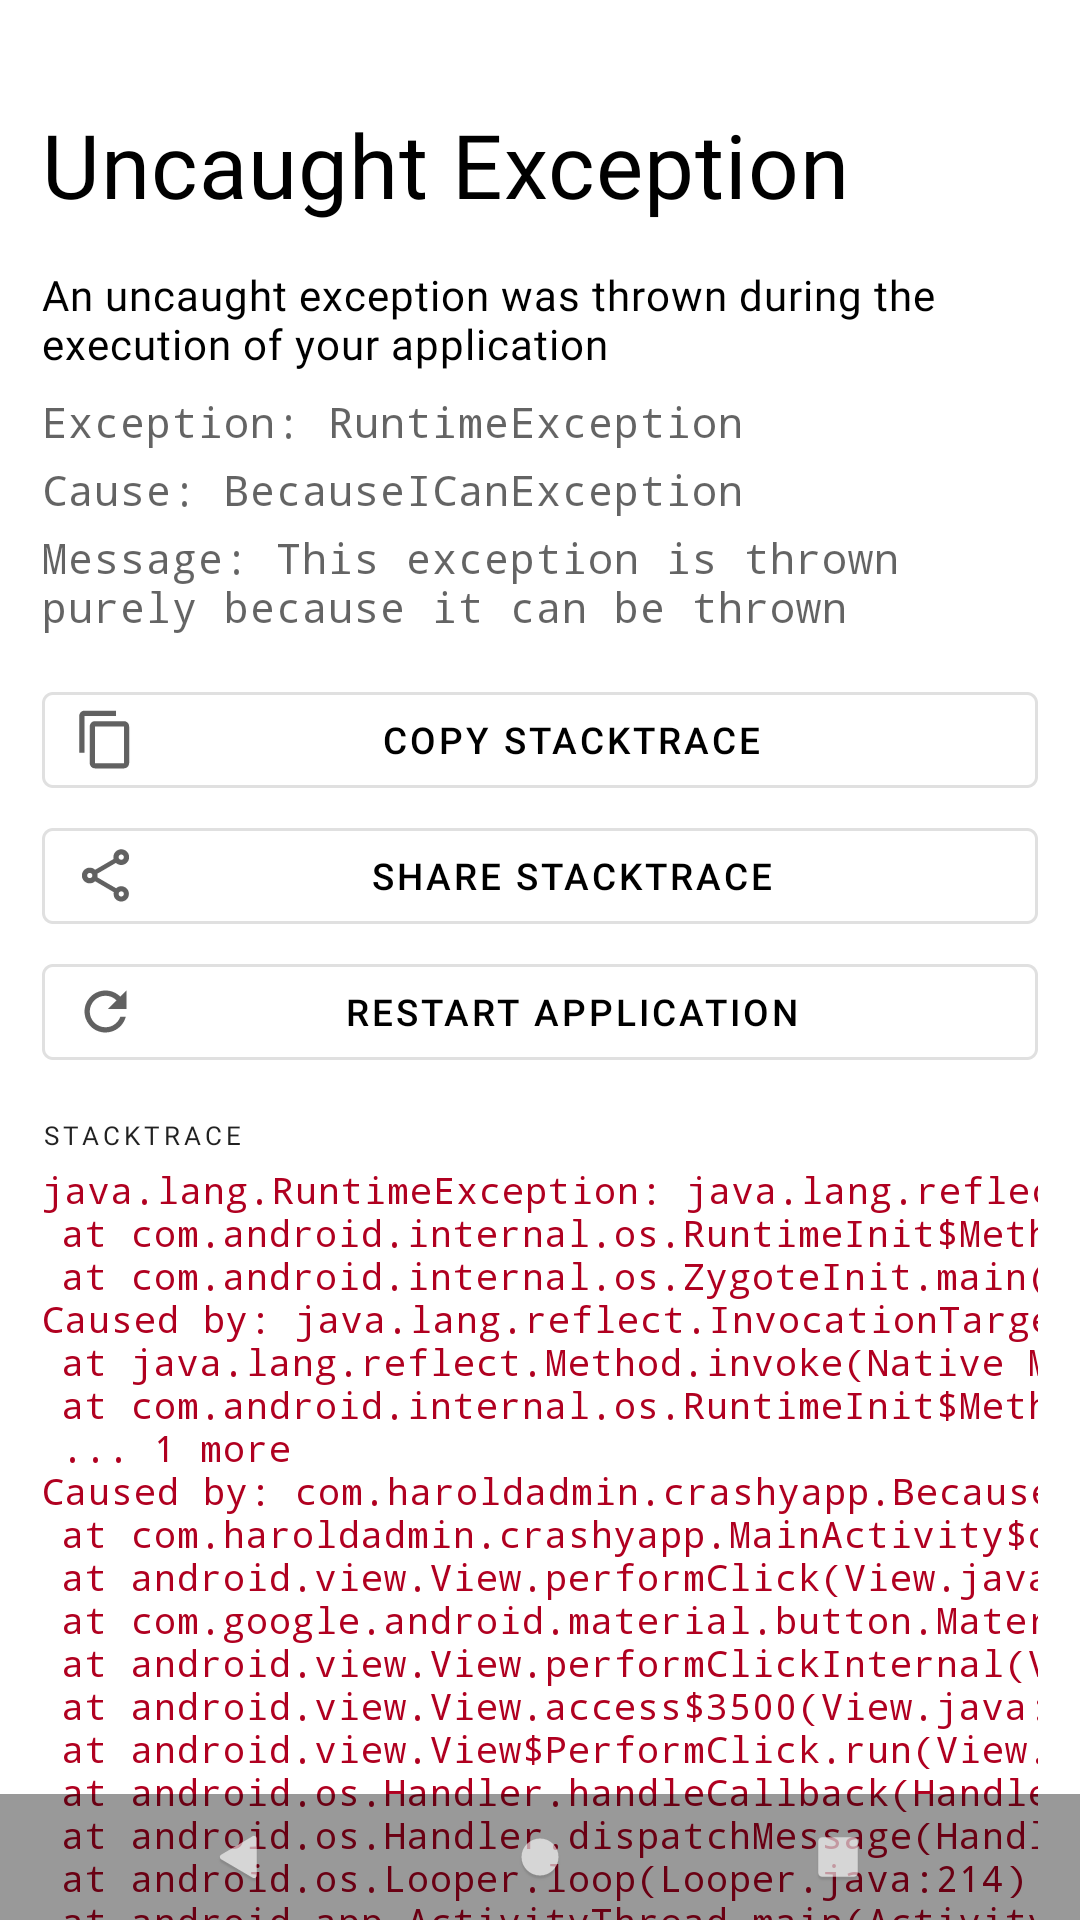 Uncaught Exception
An uncaught exception was thrown during the
execution of your application
Exception: RuntimeException
Cause: BecauseICanException
Message: This exception is thrown
purely because it can be thrown
COPY STACKTRACE
SHARE STACKTRACE
RESTART APPLICATION
STACKTRACE
java.lang.RuntimeException: java.lang.reflec
at com.android.internal.os.RuntimeInit$Meth
at com.android.internal.os.ZygoteInit.main(
Caused by: java.lang.reflect.InvocationTarge
at java.lang.reflect.Method.invoke(Native M
at com.android.internal.os.RuntimeInit$Meth
... 1 more
Caused by: com.haroldadmin.crashyapp.Because
at com.haroldadmin.crashyapp.MainActivity$o
at android.view.View.performClick(View.java
at com.google.android.material.button.Mater
at android.view.View.performClickInternal(V
at android.view.View.access$3500(View.java:
at android.view.View$PerformClick.run(View.
at android.os.Handler.handleCallback(Handle
at android.os.Handler.dispatchMessage(Handl
at android.os.Looper.loop(Looper.java:214)
at android.app.ActivityThread.main(Activity